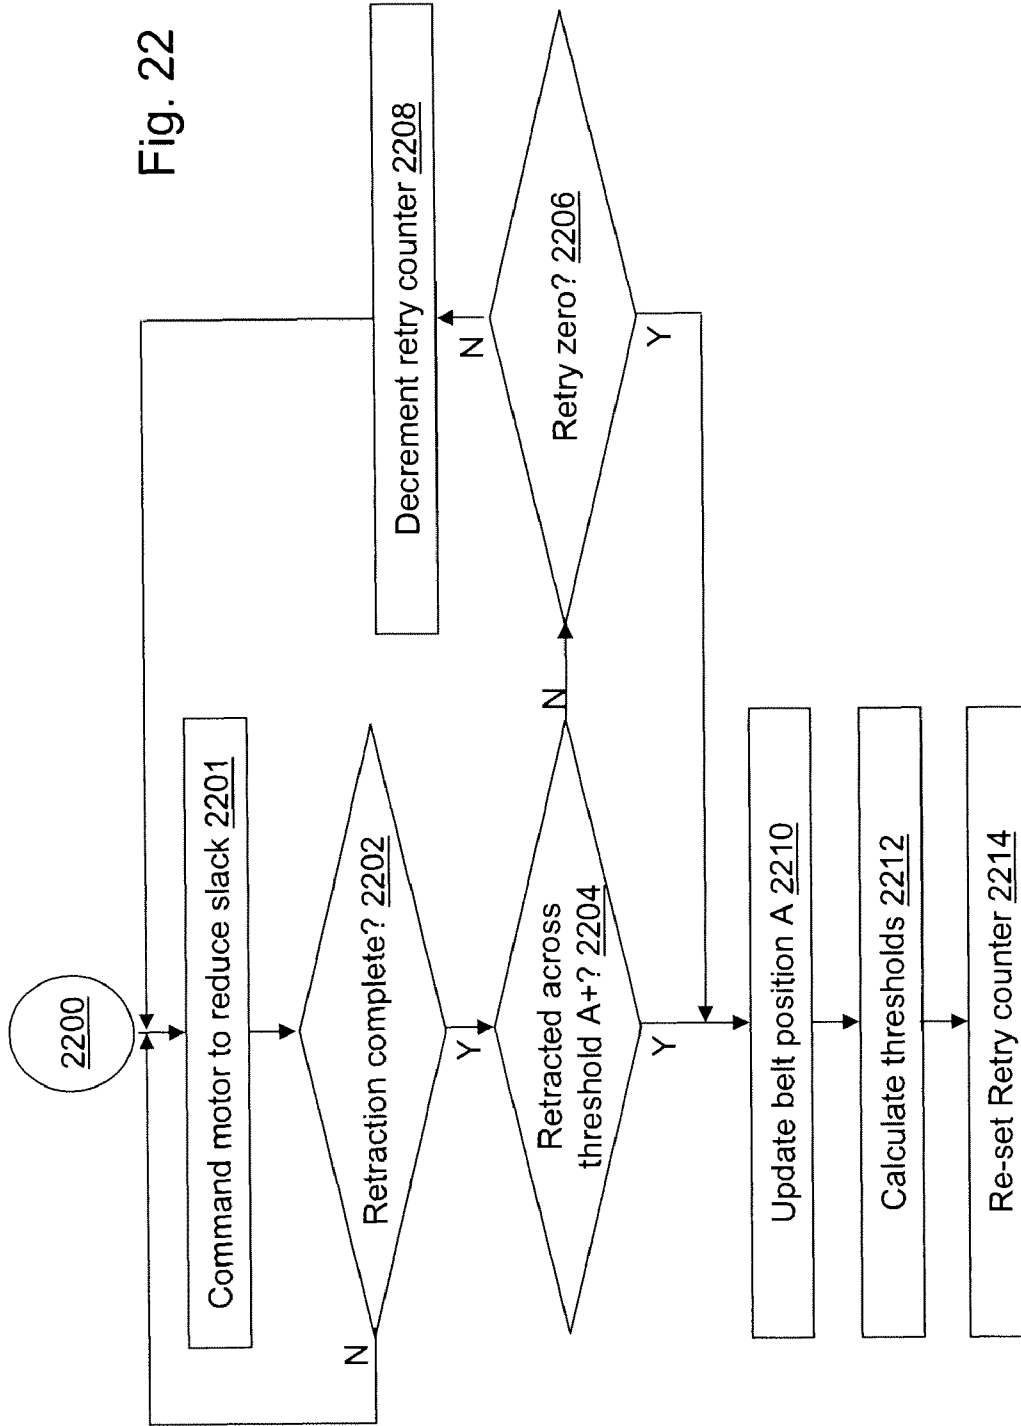 Fig. 22
2200
Command motor to reduce slack 2201
Retraction complete? 2202
N
Y
Retracted across
threshold A+? 2204
N
Y
Retry zero? 2206
N
Y
Decrement retry counter 2208
Update belt position A 2210
Calculate thresholds 2212
Re-set Retry counter 2214